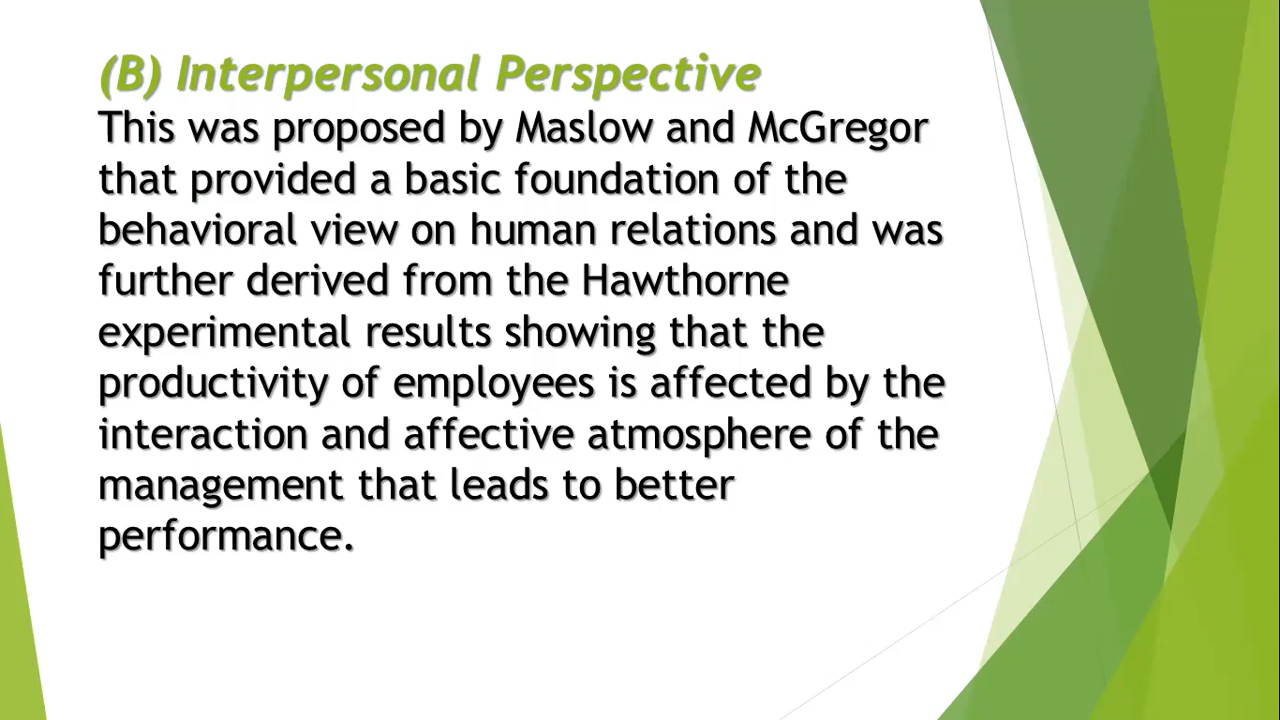 (B) Interpersonal Perspective
This was proposed by Maslow and McGregor
that provided a basic foundation of the
behavioral view on human relations and was
further derived from the Hawthorne
experimental results showing that the
productivity of employees is affected by the
interaction and affective atmosphere of the
management that leads to better
performance.